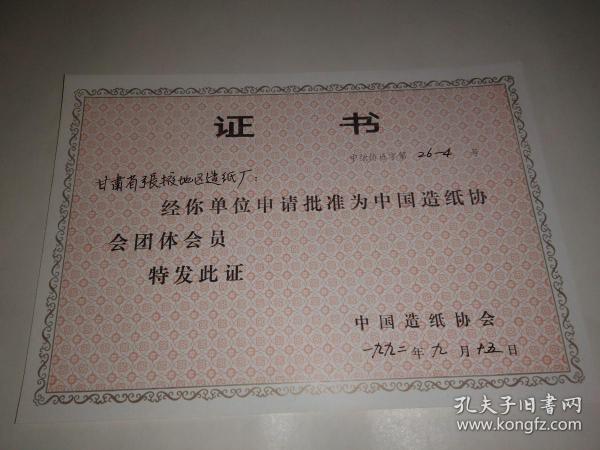 证 书
中纸协选字第 26-4 号
甘肃省張掖地区造纸厂：
经你单位申请批准为中国造纸协
会团体会员
特发此证
中国造纸协会
一九九二年九月十五日
孔夫子旧書网
www.kongfz.com